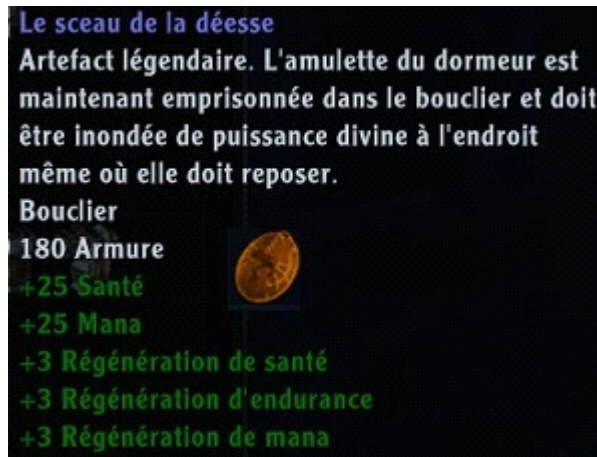 Le sceau de la déesse
Artefact légendaire. L'amulette du dormeur est
maintenant emprisonnée dans le bouclier et doit
être inondée de puissance divine à l'endroit
même où elle doit reposer.
Bouclier
180 Armure
+25 Santé
+25 Mana
+3 Régénération de santé
+3 Régénération d'endurance
+3 Régénération de mana